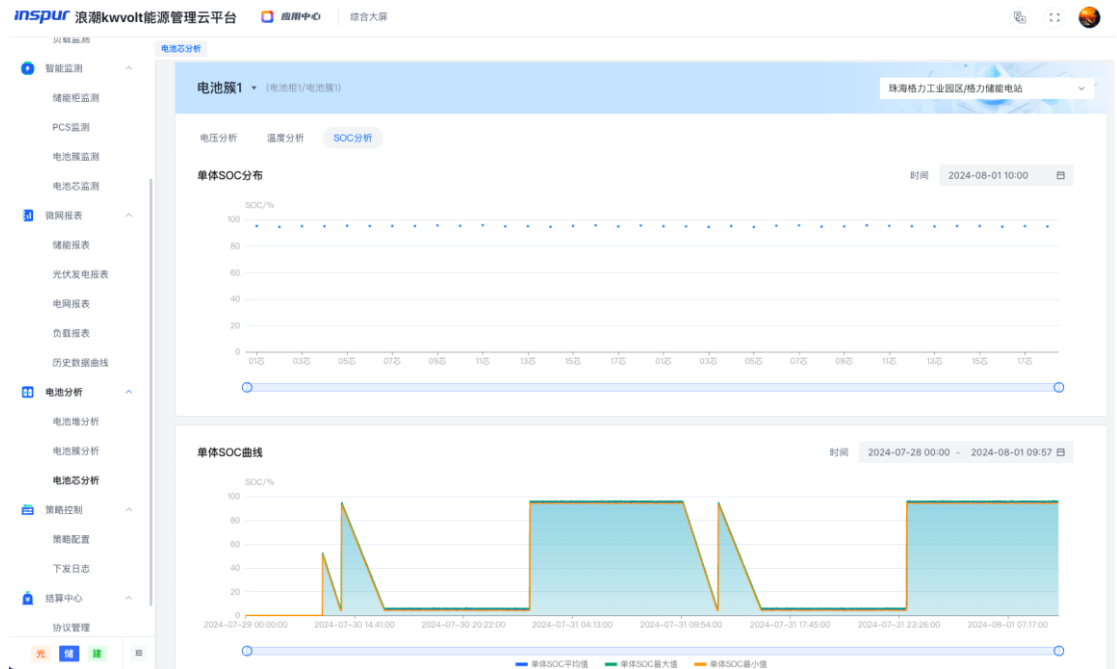 inspur 浪潮kwvolt能源管理云平台 应用中心 综合大屏
负载监测
智能监测
储能柜监测
PCS监测
电池簇监测
电池芯监测
微网报表
储能报表
光伏发电报表
电网报表
负载报表
历史数据曲线
电池分析
电池堆分析
电池簇分析
电池芯分析
策略控制
策略配置
下发日志
结算中心
协议管理
光 储 建
电池芯分析
电池簇1 (电池柜1/电池簇1) 珠海格力工业园区/格力储能电站
电压分析 温度分析 SOC分析
单体SOC分布 时间 2024-08-01 10:00
SOC/%
100
80
60
40
20
0
01芯 03芯 05芯 07芯 09芯 11芯 13芯 15芯 17芯 01芯 03芯 05芯 07芯 09芯 11芯 13芯 15芯 17芯
单体SOC曲线 时间 2024-07-28 00:00 - 2024-08-01 09:57
SOC/%
100
80
60
40
20
0
2024-07-29 00:00:00 2024-07-30 14:41:00 2024-07-30 20:22:00 2024-07-31 04:13:00 2024-07-31 09:54:00 2024-07-31 17:45:00 2024-07-31 23:26:00 2024-08-01 07:17:00
单体SOC平均值 单体SOC最大值 单体SOC最小值